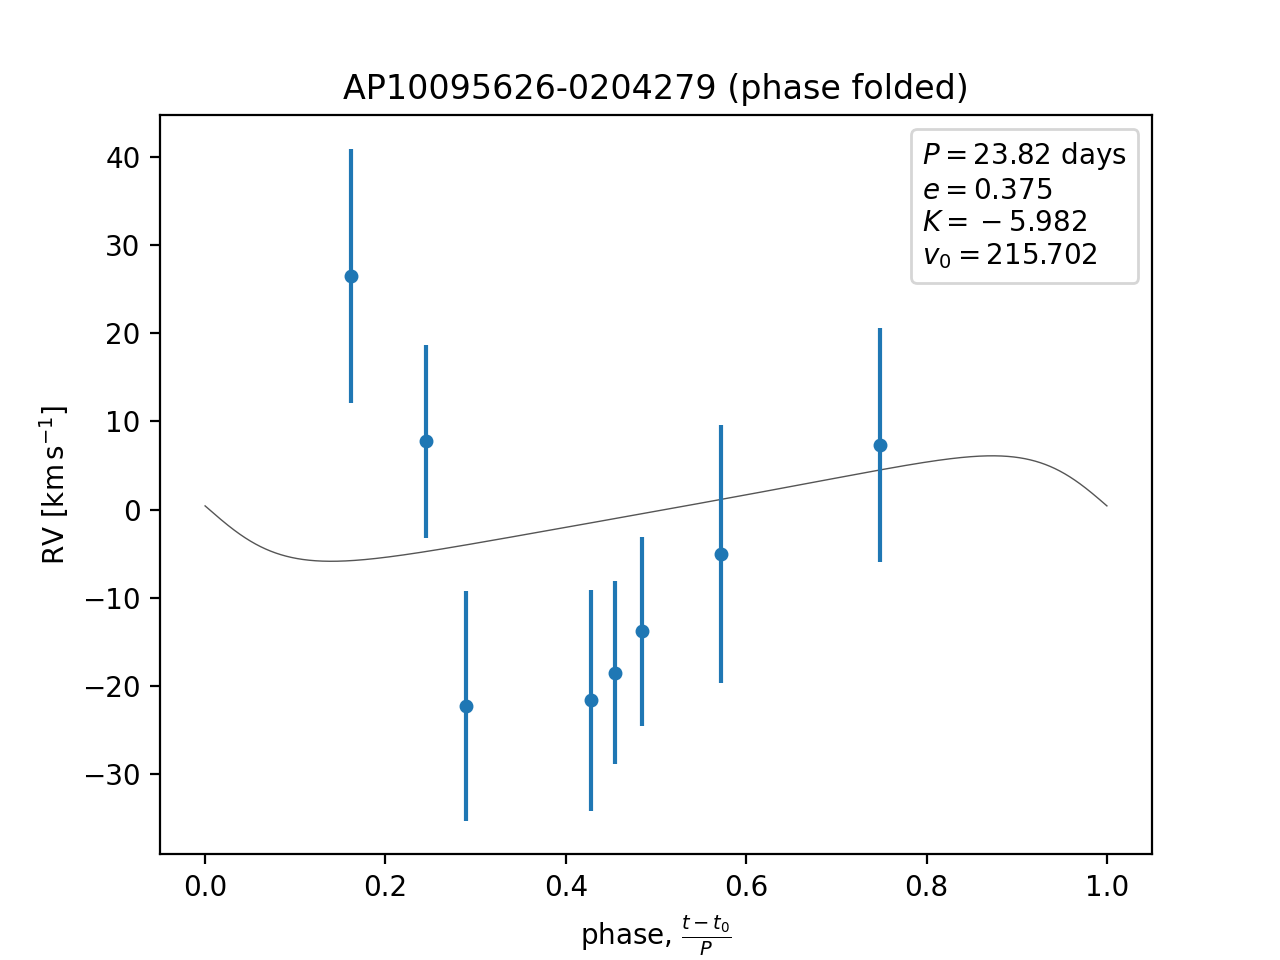 AP10095626-0204279 (phase folded)
P = 23.82 days
e = 0.375
K = −5.982
v₀ = 215.702
40
30
20
10
0
−10
−20
−30
RV [km s⁻¹]
0.0 0.2 0.4 0.6 0.8 1.0
phase, (t − t₀)/P